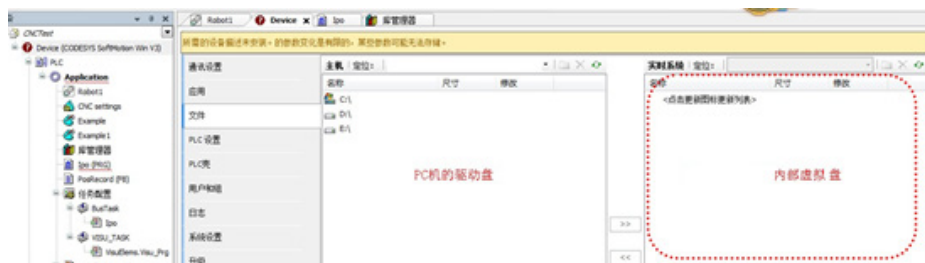 CNCTest
Device (CODESYS SoftMotion Win V3)
PLC
Application
Robot1
CNC settings
Example
Example1
库管理器
Ipo (PRG)
PosRecord (FB)
任务配置
BusTask
Ipo
VISU_TASK
VisuElems.Visu_Prg
Robot1
Device
Ipo
库管理器
所需的设备描述未安装。的参数变化是有限的。某些参数可能无法存储。
通讯设置
应用
文件
PLC 设置
PLC壳
用户和组
日志
系统设置
升级
主机
定位:
名称
尺寸
修改
C:\
D:\
E:\
PC机的驱动盘
>>
<<
实时系统
定位:
名称
尺寸
修改
<点击更新图标更新列表>
内部虚拟盘